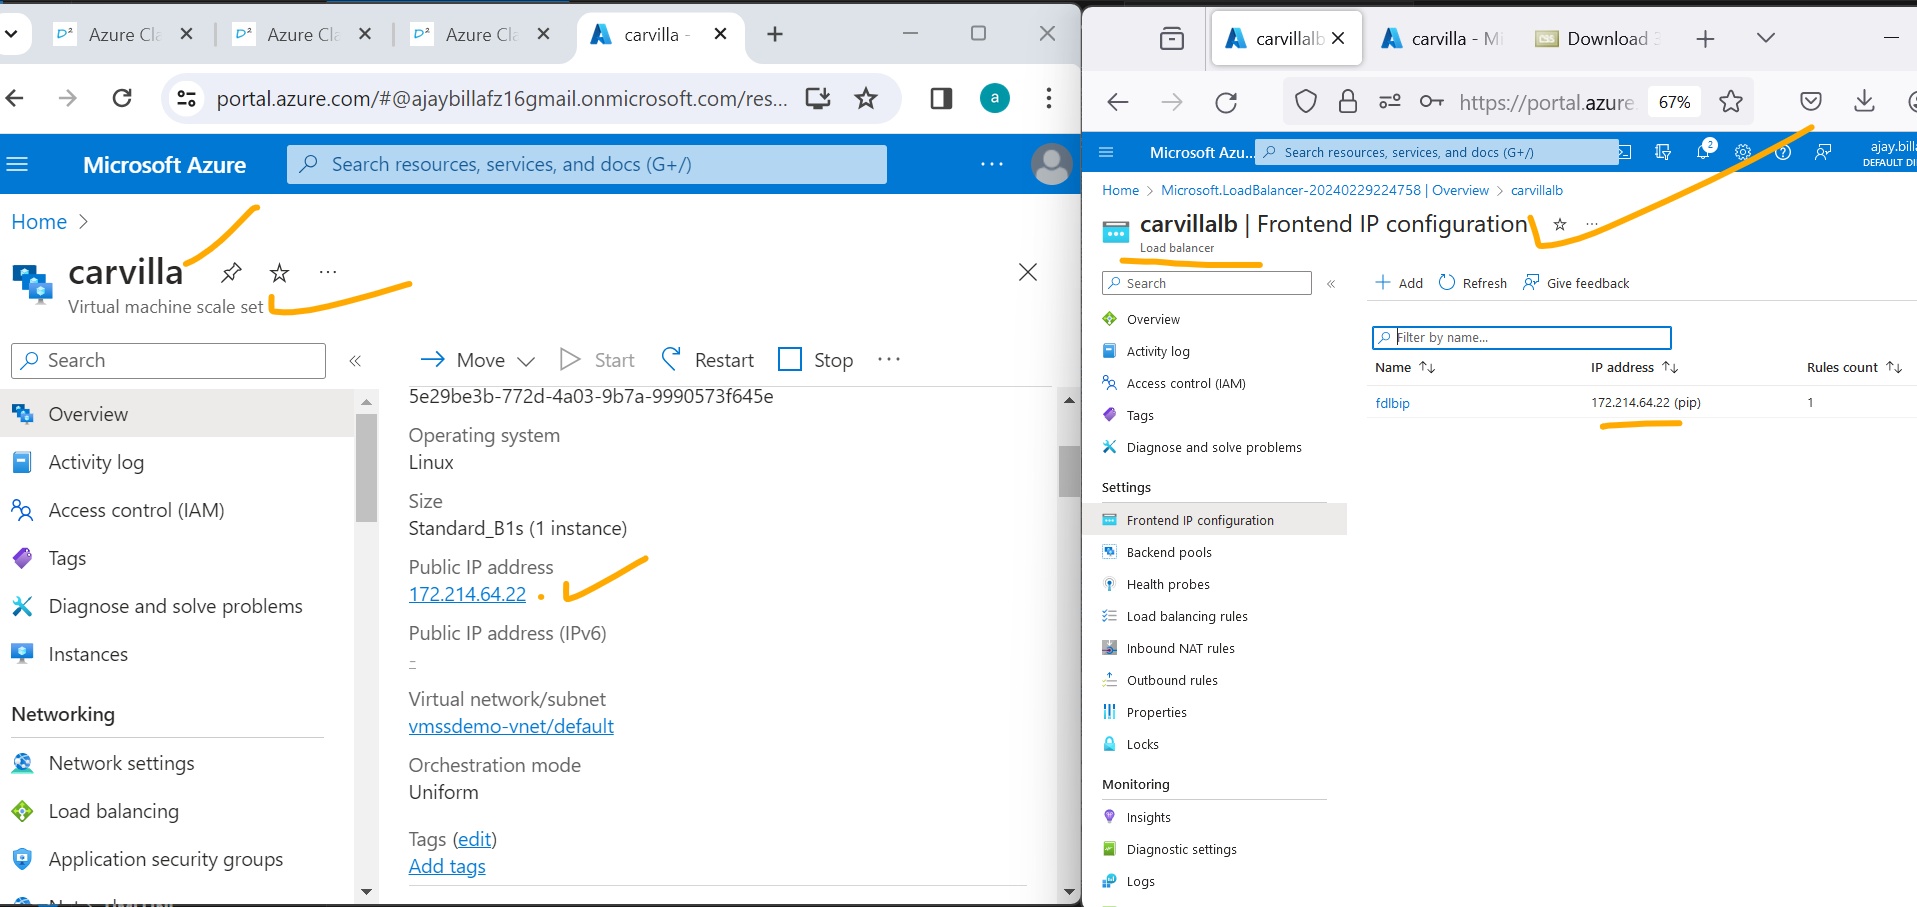 Azure Cla
Azure Cla
Azure Cla
carvilla -
portal.azure.com/#@ajaybillafz16gmail.onmicrosoft.com/res...
a
Microsoft Azure
Search resources, services, and docs (G+/)
Home
carvilla
Virtual machine scale set
Search
Move
Start
Restart
Stop
Overview
Activity log
Access control (IAM)
Tags
Diagnose and solve problems
Instances
Networking
Network settings
Load balancing
Application security groups
5e29be3b-772d-4a03-9b7a-9990573f645e
Operating system
Linux
Size
Standard_B1s (1 instance)
Public IP address
172.214.64.22
Public IP address (IPv6)
-
Virtual network/subnet
vmssdemo-vnet/default
Orchestration mode
Uniform
Tags (edit)
Add tags
carvillalb
carvilla - Mi
Download 3
https://portal.azure.
67%
Microsoft Azu...
Search resources, services, and docs (G+/)
2
ajay.billa
DEFAULT DI
Home > Microsoft.LoadBalancer-20240229224758 | Overview > carvillalb
carvillalb | Frontend IP configuration
Load balancer
Search
Add
Refresh
Give feedback
Overview
Activity log
Access control (IAM)
Tags
Diagnose and solve problems
Settings
Frontend IP configuration
Backend pools
Health probes
Load balancing rules
Inbound NAT rules
Outbound rules
Properties
Locks
Monitoring
Insights
Diagnostic settings
Logs
Filter by name...
Name
IP address
Rules count
fdlbip
172.214.64.22 (pip)
1